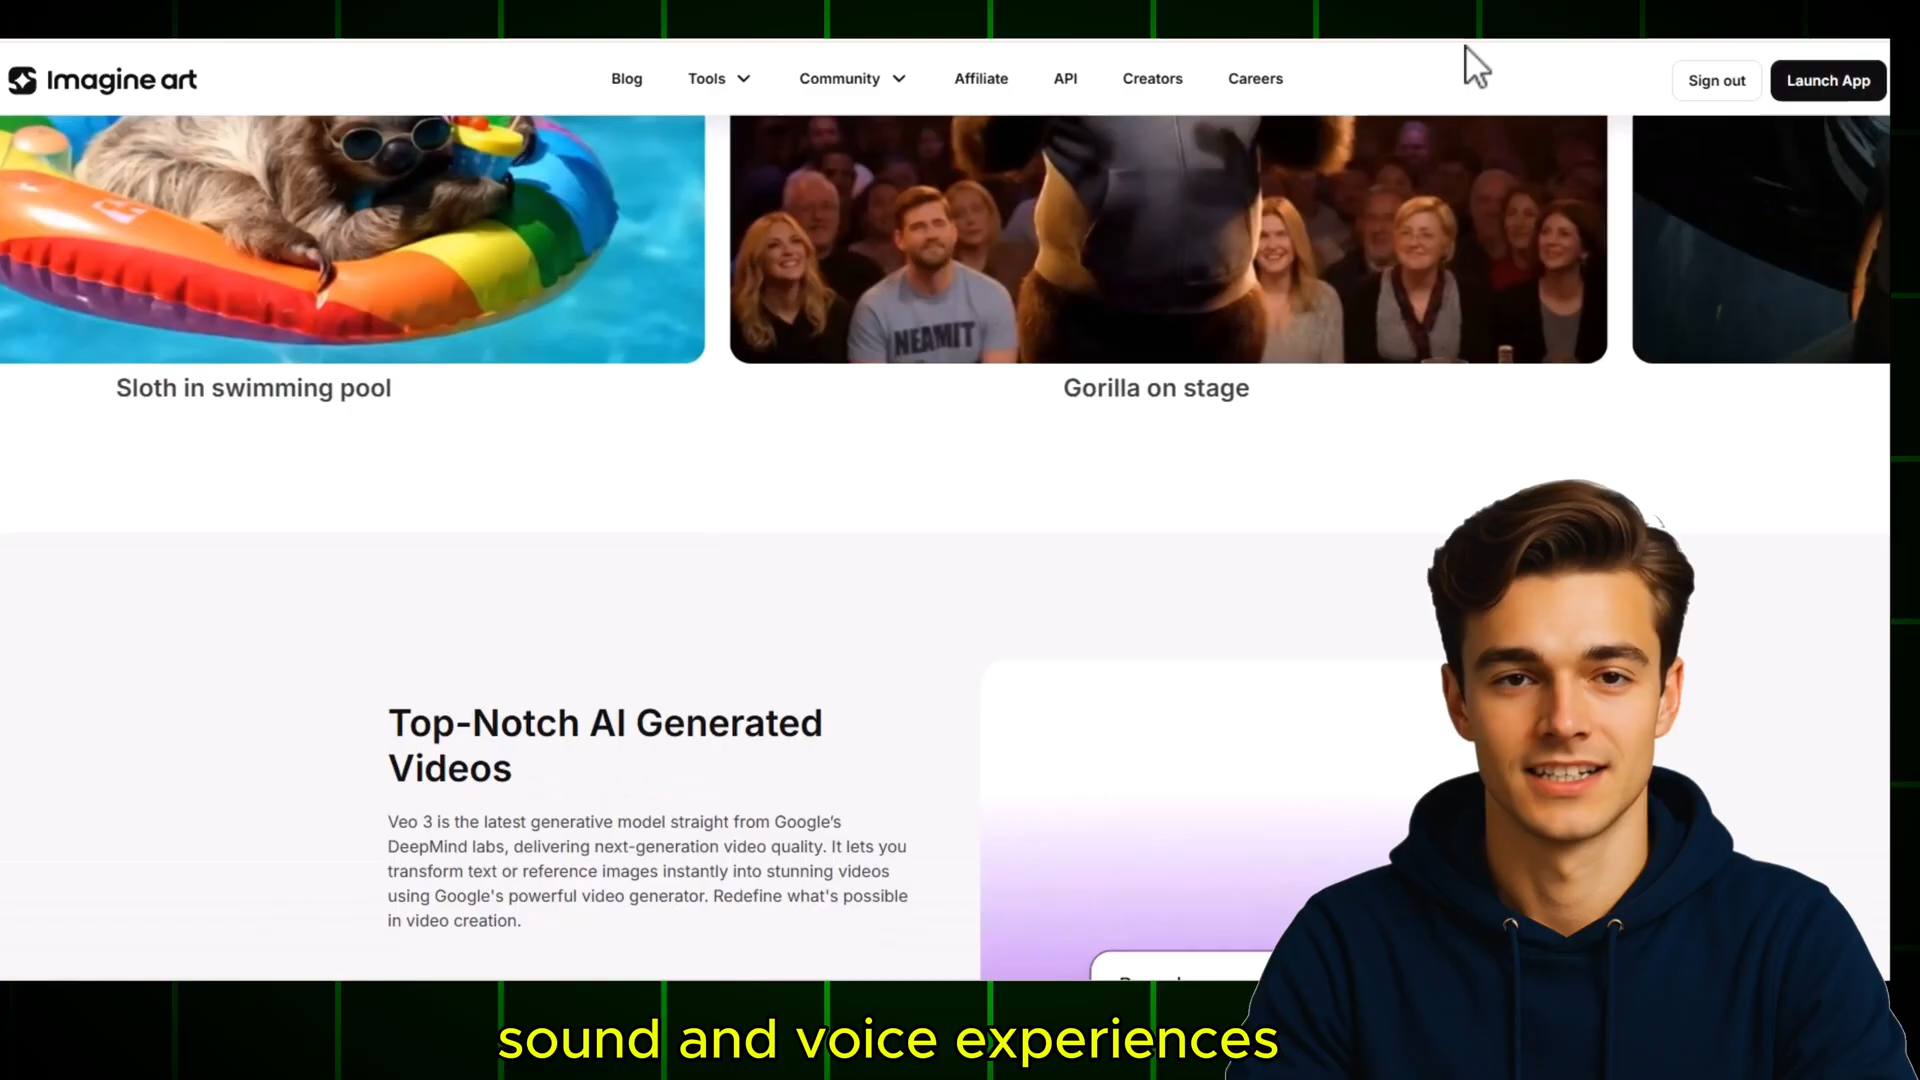 Imagine art
Blog Tools Community Affiliate API Creators Careers
Sign out Launch App
NEAMIT
Sloth in swimming pool
Gorilla on stage
Top-Notch AI Generated
Videos
Veo 3 is the latest generative model straight from Google's
DeepMind labs, delivering next-generation video quality. It lets you
transform text or reference images instantly into stunning videos
using Google's powerful video generator. Redefine what's possible
in video creation.
sound and voice experiences